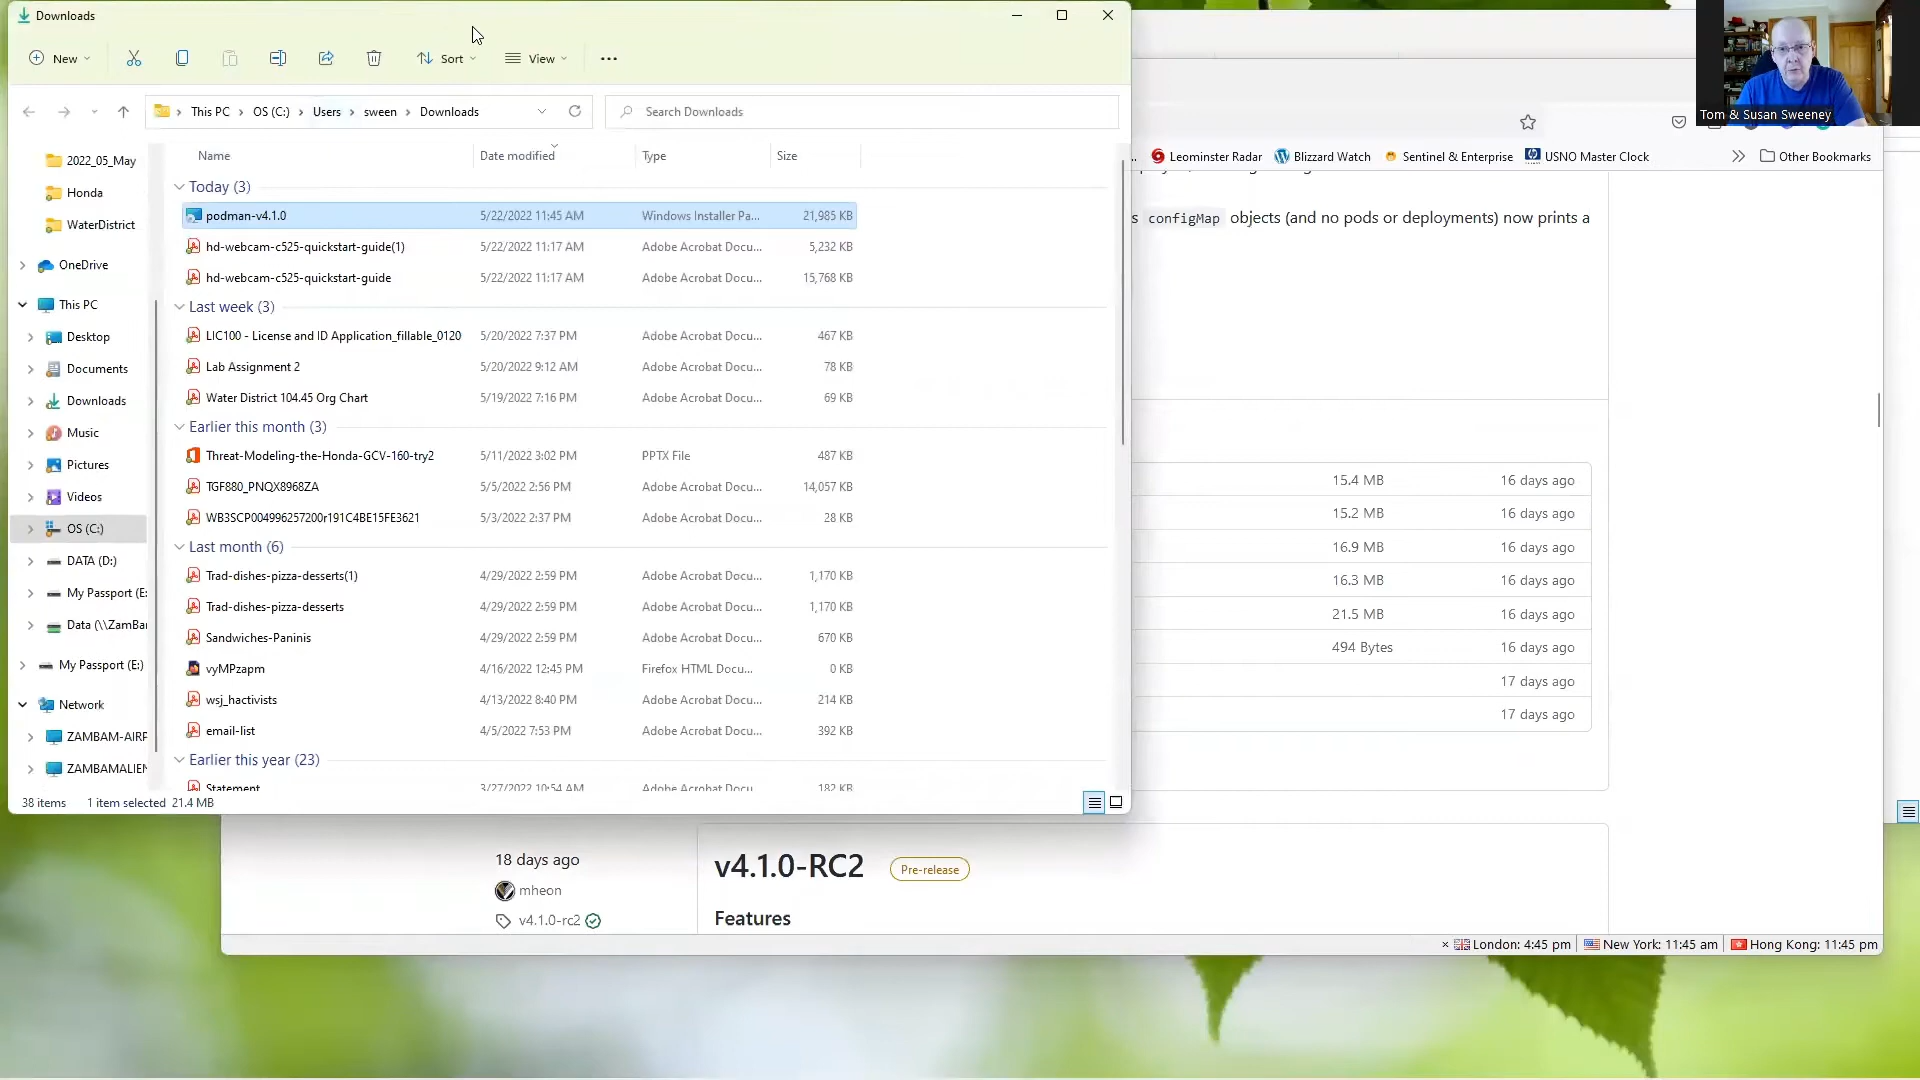 Downloads
New
Sort
View
This PC
OS (C:)
Users
sween
Downloads
Search Downloads
2022_05_May
Honda
WaterDistrict
OneDrive
This PC
Desktop
Documents
Downloads
Music
Pictures
Videos
OS (C:)
DATA (D:)
My Passport (E:
Data (\\ZamBar
My Passport (E:)
Network
ZAMBAM-AIRP
ZAMBAMALIEN
Name Date modified Type Size
Today (3)
podman-v4.1.0 5/22/2022 11:45 AM Windows Installer Pa... 21,985 KB
hd-webcam-c525-quickstart-guide(1) 5/22/2022 11:17 AM Adobe Acrobat Docu... 5,232 KB
hd-webcam-c525-quickstart-guide 5/22/2022 11:17 AM Adobe Acrobat Docu... 15,768 KB
Last week (3)
LIC100 - License and ID Application_fillable_0120 5/20/2022 7:37 PM Adobe Acrobat Docu... 467 KB
Lab Assignment 2 5/20/2022 9:12 AM Adobe Acrobat Docu... 78 KB
Water District 104.45 Org Chart 5/19/2022 7:16 PM Adobe Acrobat Docu... 69 KB
Earlier this month (3)
Threat-Modeling-the-Honda-GCV-160-try2 5/11/2022 3:02 PM PPTX File 487 KB
TGF880_PNQX8968ZA 5/5/2022 2:56 PM Adobe Acrobat Docu... 14,057 KB
WB3SCP004996257200r191C4BE15FE3621 5/3/2022 2:37 PM Adobe Acrobat Docu... 28 KB
Last month (6)
Trad-dishes-pizza-desserts(1) 4/29/2022 2:59 PM Adobe Acrobat Docu... 1,170 KB
Trad-dishes-pizza-desserts 4/29/2022 2:59 PM Adobe Acrobat Docu... 1,170 KB
Sandwiches-Paninis 4/29/2022 2:59 PM Adobe Acrobat Docu... 670 KB
vyMPzapm 4/16/2022 12:45 PM Firefox HTML Docu... 0 KB
wsj_hactivists 4/13/2022 8:40 PM Adobe Acrobat Docu... 214 KB
email-list 4/5/2022 7:53 PM Adobe Acrobat Docu... 392 KB
Earlier this year (23)
Statement 3/27/2022 10:54 AM Adobe Acrobat Docu... 182 KB
38 items 1 item selected 21.4 MB
Tom & Susan Sweeney
Leominster Radar
Blizzard Watch
Sentinel & Enterprise
USNO Master Clock
Other Bookmarks
s configMap objects (and no pods or deployments) now prints a
15.4 MB 16 days ago
15.2 MB 16 days ago
16.9 MB 16 days ago
16.3 MB 16 days ago
21.5 MB 16 days ago
494 Bytes 16 days ago
17 days ago
17 days ago
18 days ago
mheon
v4.1.0-rc2
v4.1.0-RC2 Pre-release
Features
London: 4:45 pm
New York: 11:45 am
Hong Kong: 11:45 pm